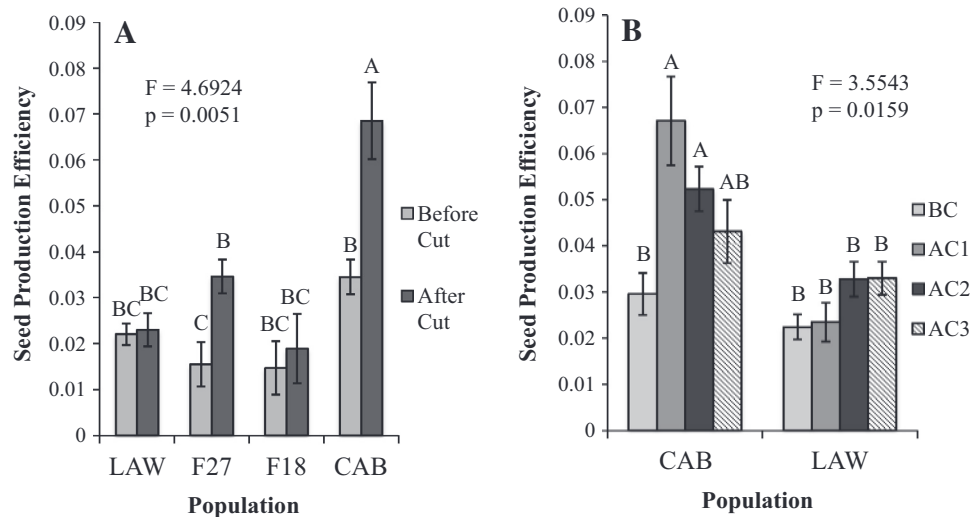 A
F = 4.6924
p = 0.0051
Seed Production Efficiency
0.09
0.08
0.07
0.06
0.05
0.04
0.03
0.02
0.01
0
BC
BC
C
B
BC
BC
B
A
LAW
F27
F18
CAB
Population
Before
Cut
After
Cut
B
F = 3.5543
p = 0.0159
Seed Production Efficiency
0.09
0.08
0.07
0.06
0.05
0.04
0.03
0.02
0.01
0
B
A
A
AB
B
B
B
B
CAB
LAW
Population
BC
AC1
AC2
AC3